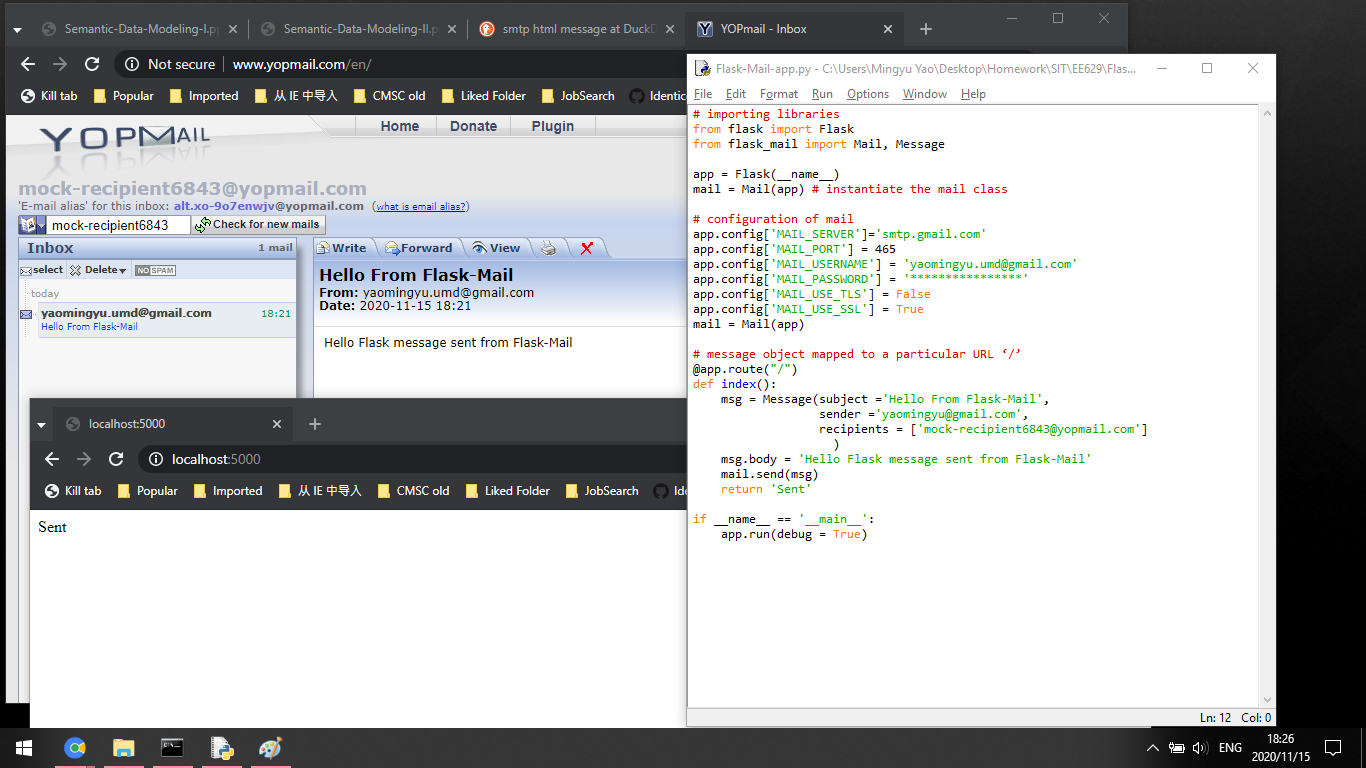 Semantic-Data-Modeling-I.p
Semantic-Data-Modeling-II.p
smtp html message at Duck
YOPmail - Inbox
Not secure
www.yopmail.com/en/
Kill tab
Popular
Imported
从 IE 中导入
CMSC old
Liked Folder
JobSearch
Identic
YOPMAIL
Home
Donate
Plugin
mock-recipient6843@yopmail.com
'E-mail alias' for this inbox: alt.xo-9o7enwjv@yopmail.com (what is email alias?)
mock-recipient6843
Check for new mails
Inbox
1 mail
select
Delete
NO SPAM
today
yaomingyu.umd@gmail.com
18:21
Hello From Flask-Mail
Write
Forward
View
Hello From Flask-Mail
From: yaomingyu.umd@gmail.com
Date: 2020-11-15 18:21
Hello Flask message sent from Flask-Mail
localhost:5000
localhost:5000
Kill tab
Popular
Imported
从 IE 中导入
CMSC old
Liked Folder
JobSearch
Ide
Sent
Flask-Mail-app.py - C:\Users\Mingyu Yao\Desktop\Homework\SIT\EE629\Flas...
File Edit Format Run Options Window Help
# importing libraries
from flask import Flask
from flask_mail import Mail, Message
app = Flask(__name__)
mail = Mail(app) # instantiate the mail class
# configuration of mail
app.config['MAIL_SERVER']='smtp.gmail.com'
app.config['MAIL_PORT'] = 465
app.config['MAIL_USERNAME'] = 'yaomingyu.umd@gmail.com'
app.config['MAIL_PASSWORD'] = '****************'
app.config['MAIL_USE_TLS'] = False
app.config['MAIL_USE_SSL'] = True
mail = Mail(app)
# message object mapped to a particular URL ‘/’
@app.route("/")
def index():
msg = Message(subject ='Hello From Flask-Mail',
sender ='yaomingyu@gmail.com',
recipients = ['mock-recipient6843@yopmail.com']
)
msg.body = 'Hello Flask message sent from Flask-Mail'
mail.send(msg)
return 'Sent'
if __name__ == '__main__':
app.run(debug = True)
Ln: 12 Col: 0
ENG
18:26
2020/11/15